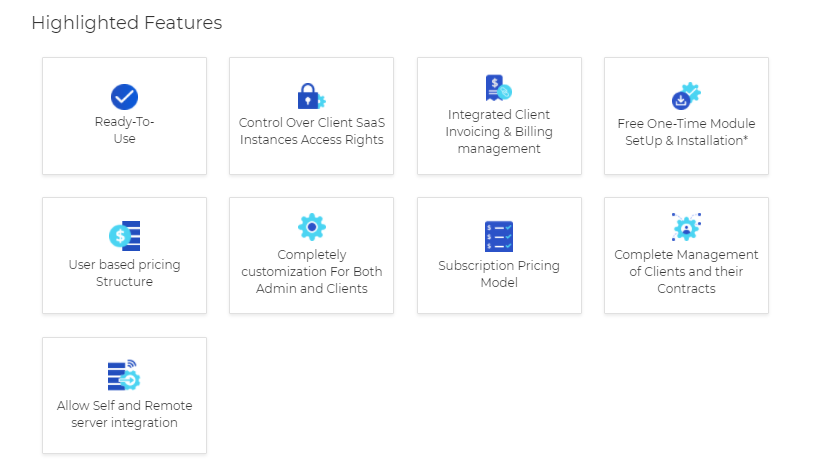 Highlighted Features
Ready-To-
Use
Control Over Client SaaS
Instances Access Rights
Integrated Client
Invoicing & Billing
management
Free One-Time Module
SetUp & Installation*
User based pricing
Structure
Completely
customization For Both
Admin and Clients
Subscription Pricing
Model
Complete Management
of Clients and their
Contracts
Allow Self and Remote
server integration